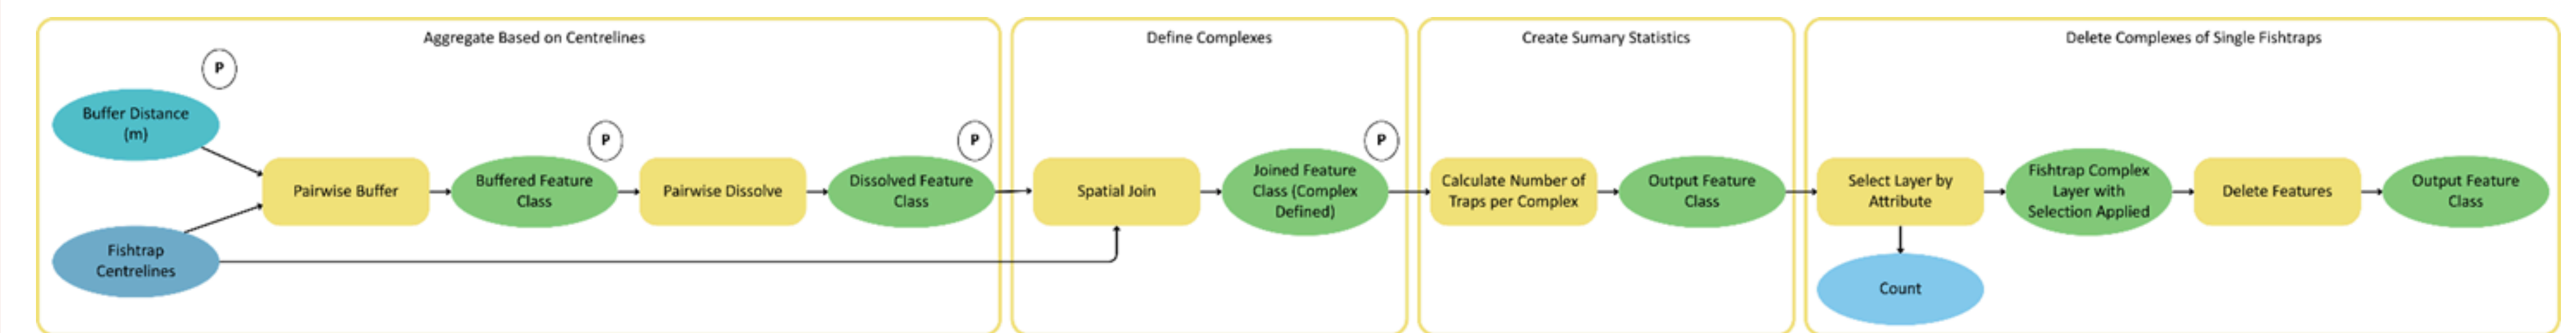 Aggregate Based on Centrelines
P
Buffer Distance
(m)
Fishtrap
Centrelines
Pairwise Buffer
P
Buffered Feature
Class
Pairwise Dissolve
P
Dissolved Feature
Class
Define Complexes
Spatial Join
P
Joined Feature
Class (Complex
Defined)
Create Sumary Statistics
Calculate Number of
Traps per Complex
Output Feature
Class
Delete Complexes of Single Fishtraps
Select Layer by
Attribute
Count
Fishtrap Complex
Layer with
Selection Applied
Delete Features
Output Feature
Class